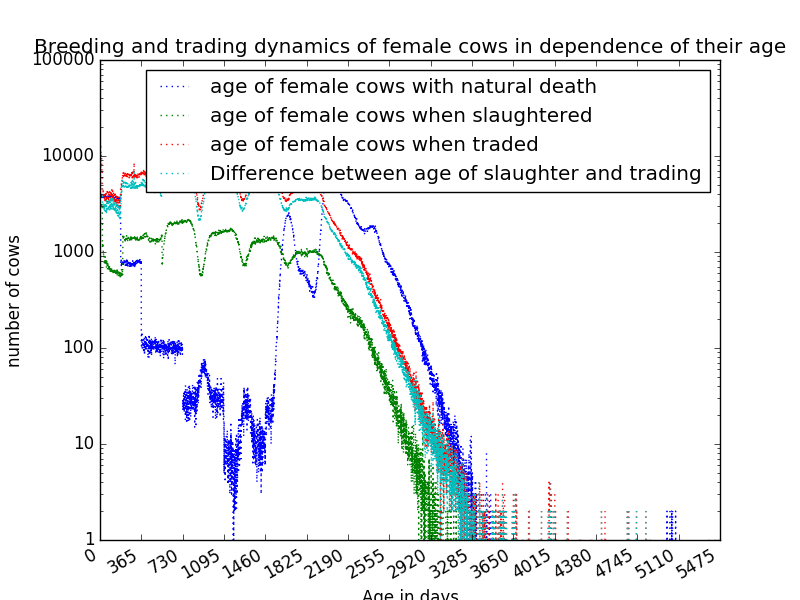 Breeding and trading dynamics of female cows in dependence of their age
100000
10000
1000
100
10
1
number of cows
age of female cows with natural death
age of female cows when slaughtered
age of female cows when traded
Difference between age of slaughter and trading
0 365 730 1095 1460 1825 2190 2555 2920 3285 3650 4015 4380 4745 5110 5475
Age in days